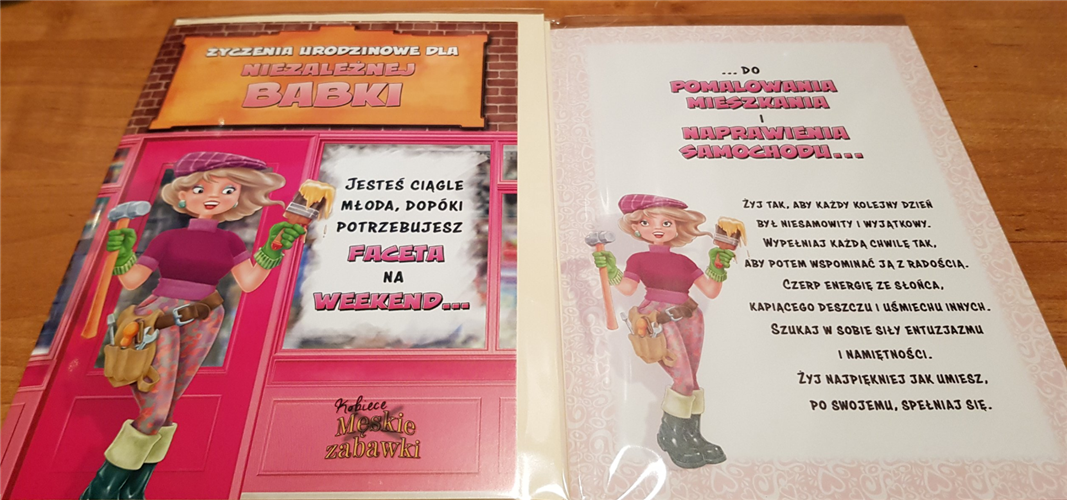 ŻYCZENIA URODZINOWE DLA
NIEZALEŻNEJ
BABKI
JESTEŚ CIĄGLE
MŁODA, DOPÓKI
POTRZEBUJESZ
FACETA
NA
WEEKEND...
Kobiece
Męskie
zabawki
...DO
POMALOWANIA
MIESZKANIA
I
NAPRAWIENIA
SAMOCHODU...
ŻYJ TAK, ABY KAŻDY KOLEJNY DZIEŃ
BYŁ NIESAMOWITY I WYJĄTKOWY.
WYPEŁNIAJ KAŻDĄ CHWILĘ TAK,
ABY POTEM WSPOMINAĆ JĄ Z RADOŚCIĄ.
CZERP ENERGIĘ ZE SŁOŃCA,
KAPIĄCEGO DESZCZU I UŚMIECHU INNYCH.
SZUKAJ W SOBIE SIŁY ENTUZJAZMU
I NAMIĘTNOŚCI.
ŻYJ NAJPIĘKNIEJ JAK UMIESZ,
PO SWOJEMU, SPEŁNIAJ SIĘ.